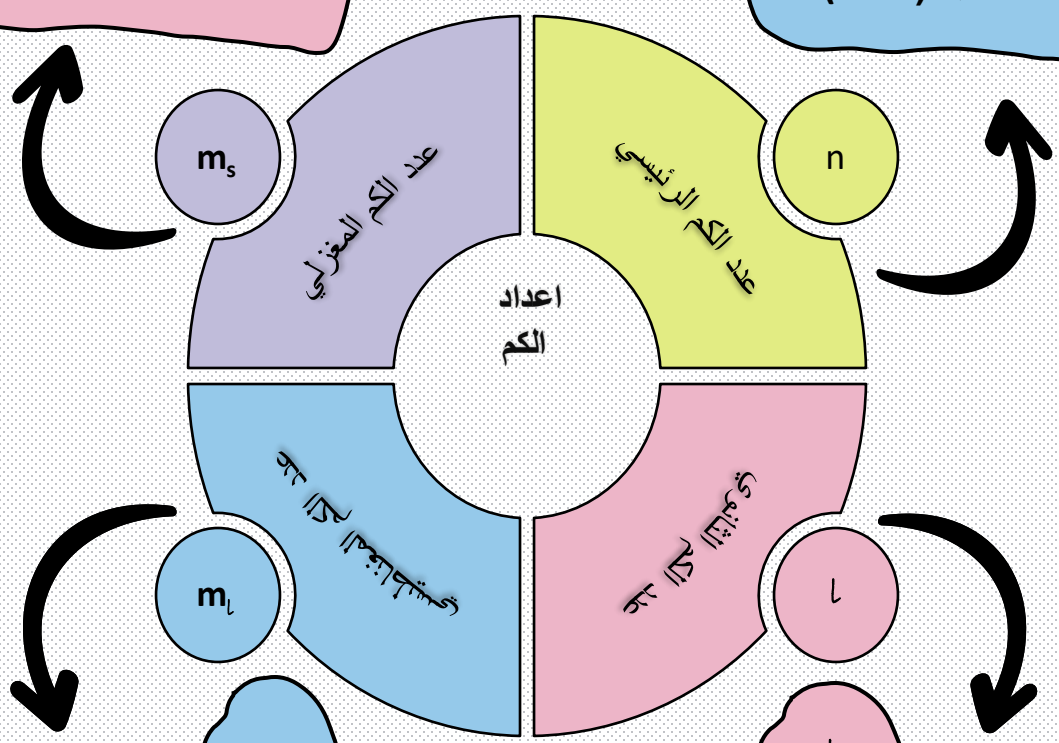 اعداد
الكم
عدد الكم الرئيسي
n
عدد الكم الثانوي
l
عدد الكم المغناطيسي
mₗ
عدد الكم المغزلي
mₛ